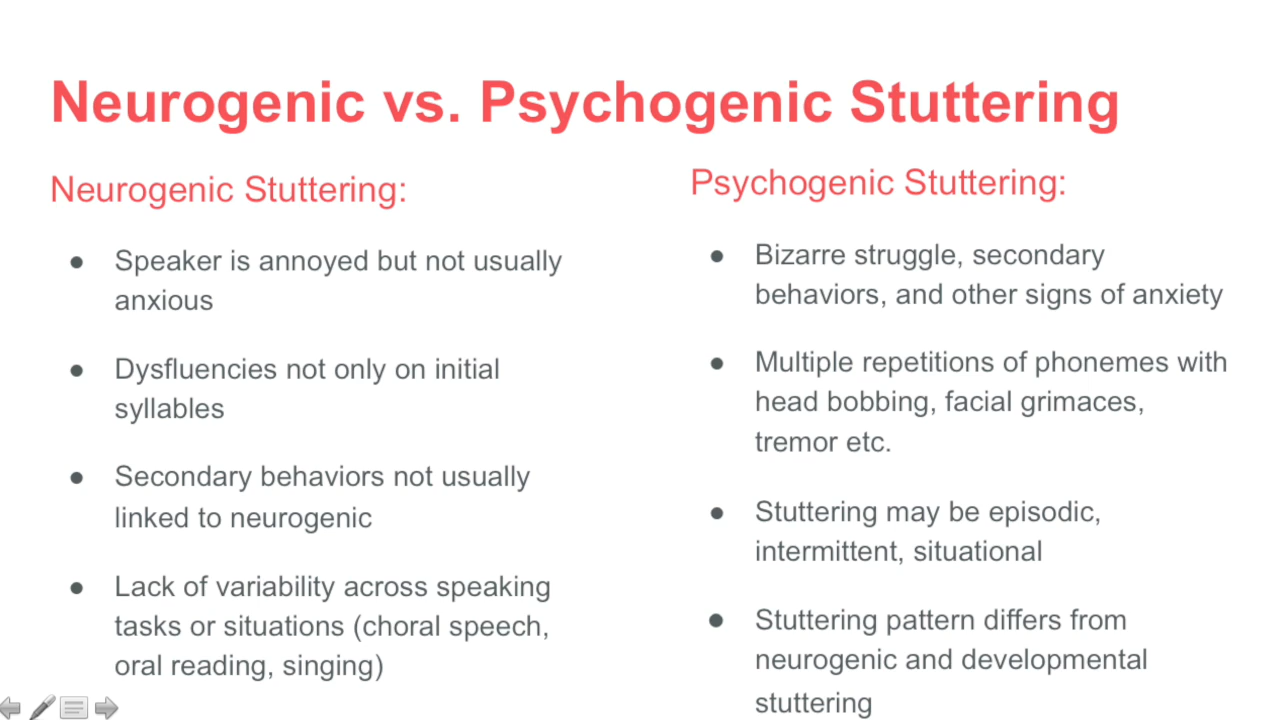 Neurogenic vs. Psychogenic Stuttering
Neurogenic Stuttering:
● Speaker is annoyed but not usually
anxious
● Dysfluencies not only on initial
syllables
● Secondary behaviors not usually
linked to neurogenic
● Lack of variability across speaking
tasks or situations (choral speech,
oral reading, singing)
Psychogenic Stuttering:
● Bizarre struggle, secondary
behaviors, and other signs of anxiety
● Multiple repetitions of phonemes with
head bobbing, facial grimaces,
tremor etc.
● Stuttering may be episodic,
intermittent, situational
● Stuttering pattern differs from
neurogenic and developmental
stuttering